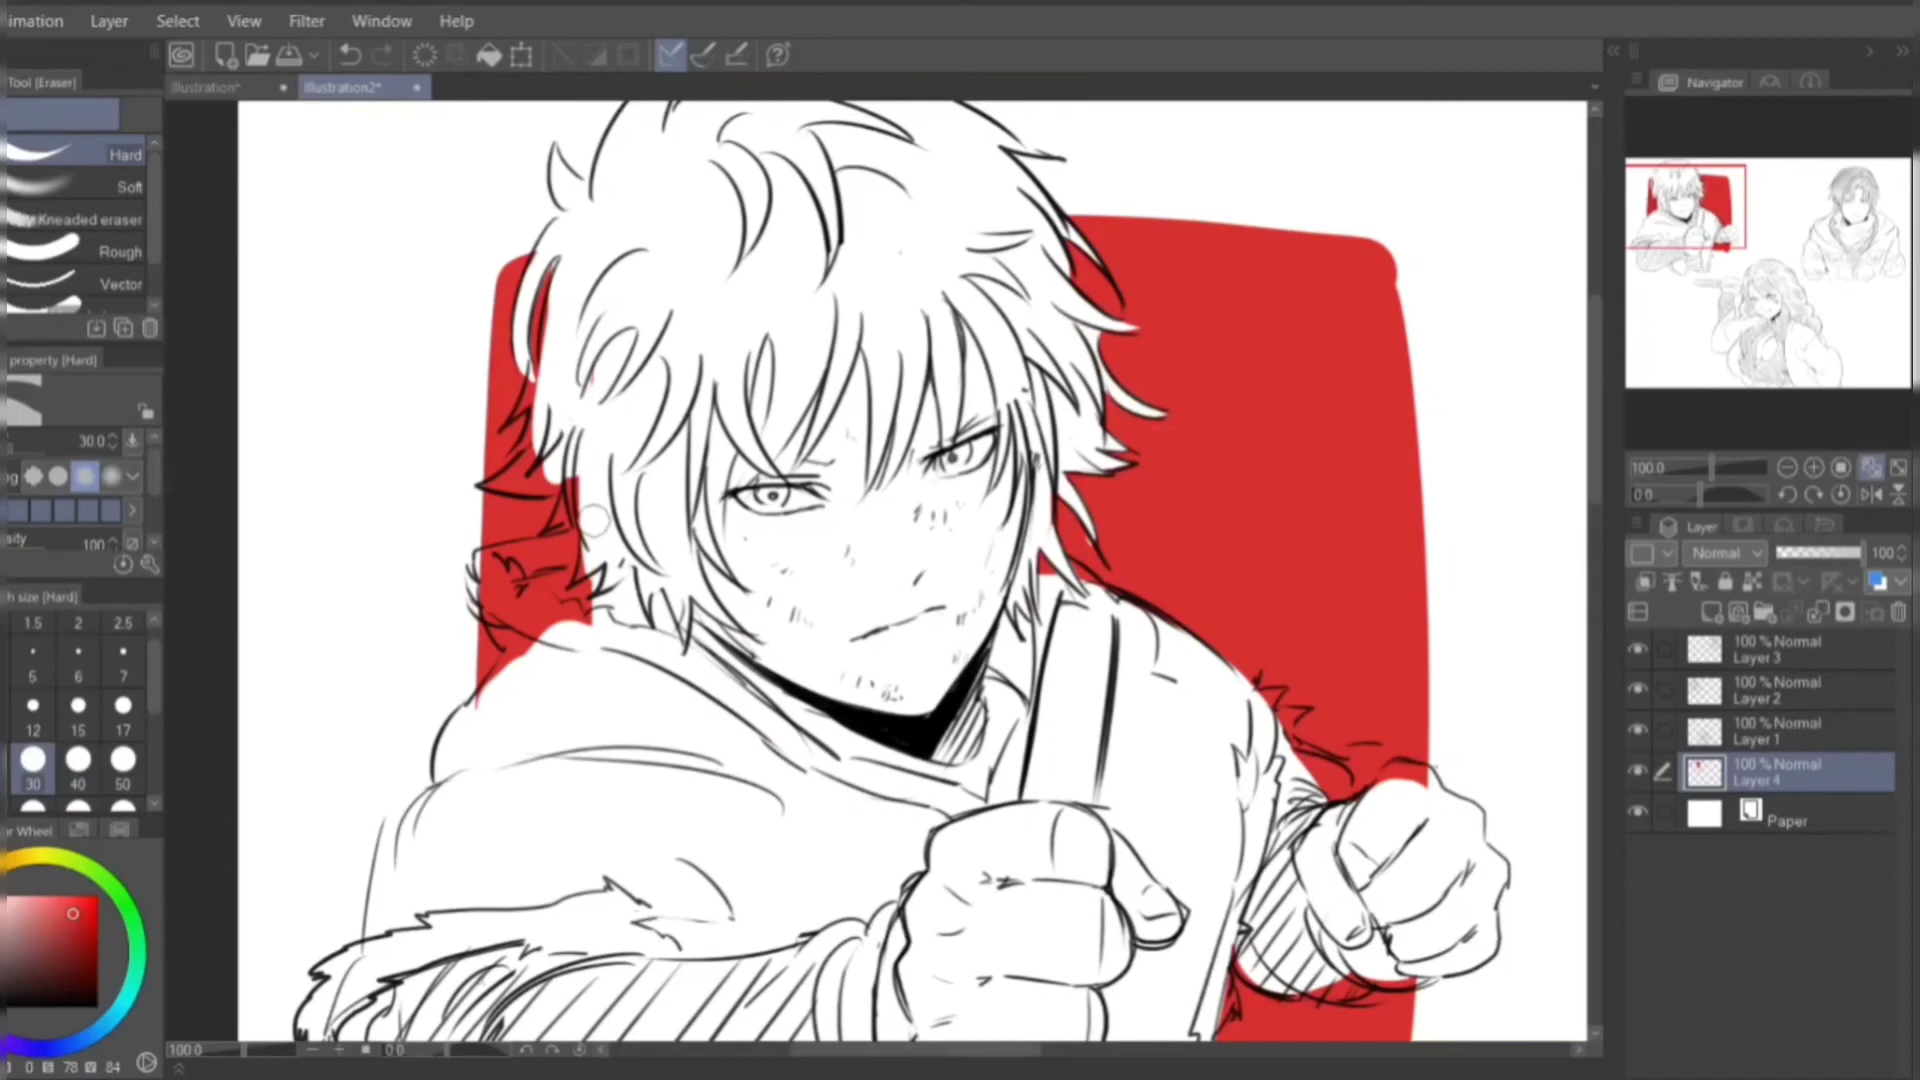 imation Layer Select View Filter Window Help
Tool [Eraser]
Illustration*
Illustration2*
Navigator
Hard
Soft
Kneaded eraser
Rough
Vector
property [Hard]
30.0
100
h size [Hard]
1.5 2 2.5
5 6 7
12 15 17
30 40 50
r Wheel
0 S 78 V 84
100.0 0.0
100.0
0.0
Layer
Normal 100
100 % Normal
Layer 3
100 % Normal
Layer 2
100 % Normal
Layer 1
100 % Normal
Layer 4
Paper